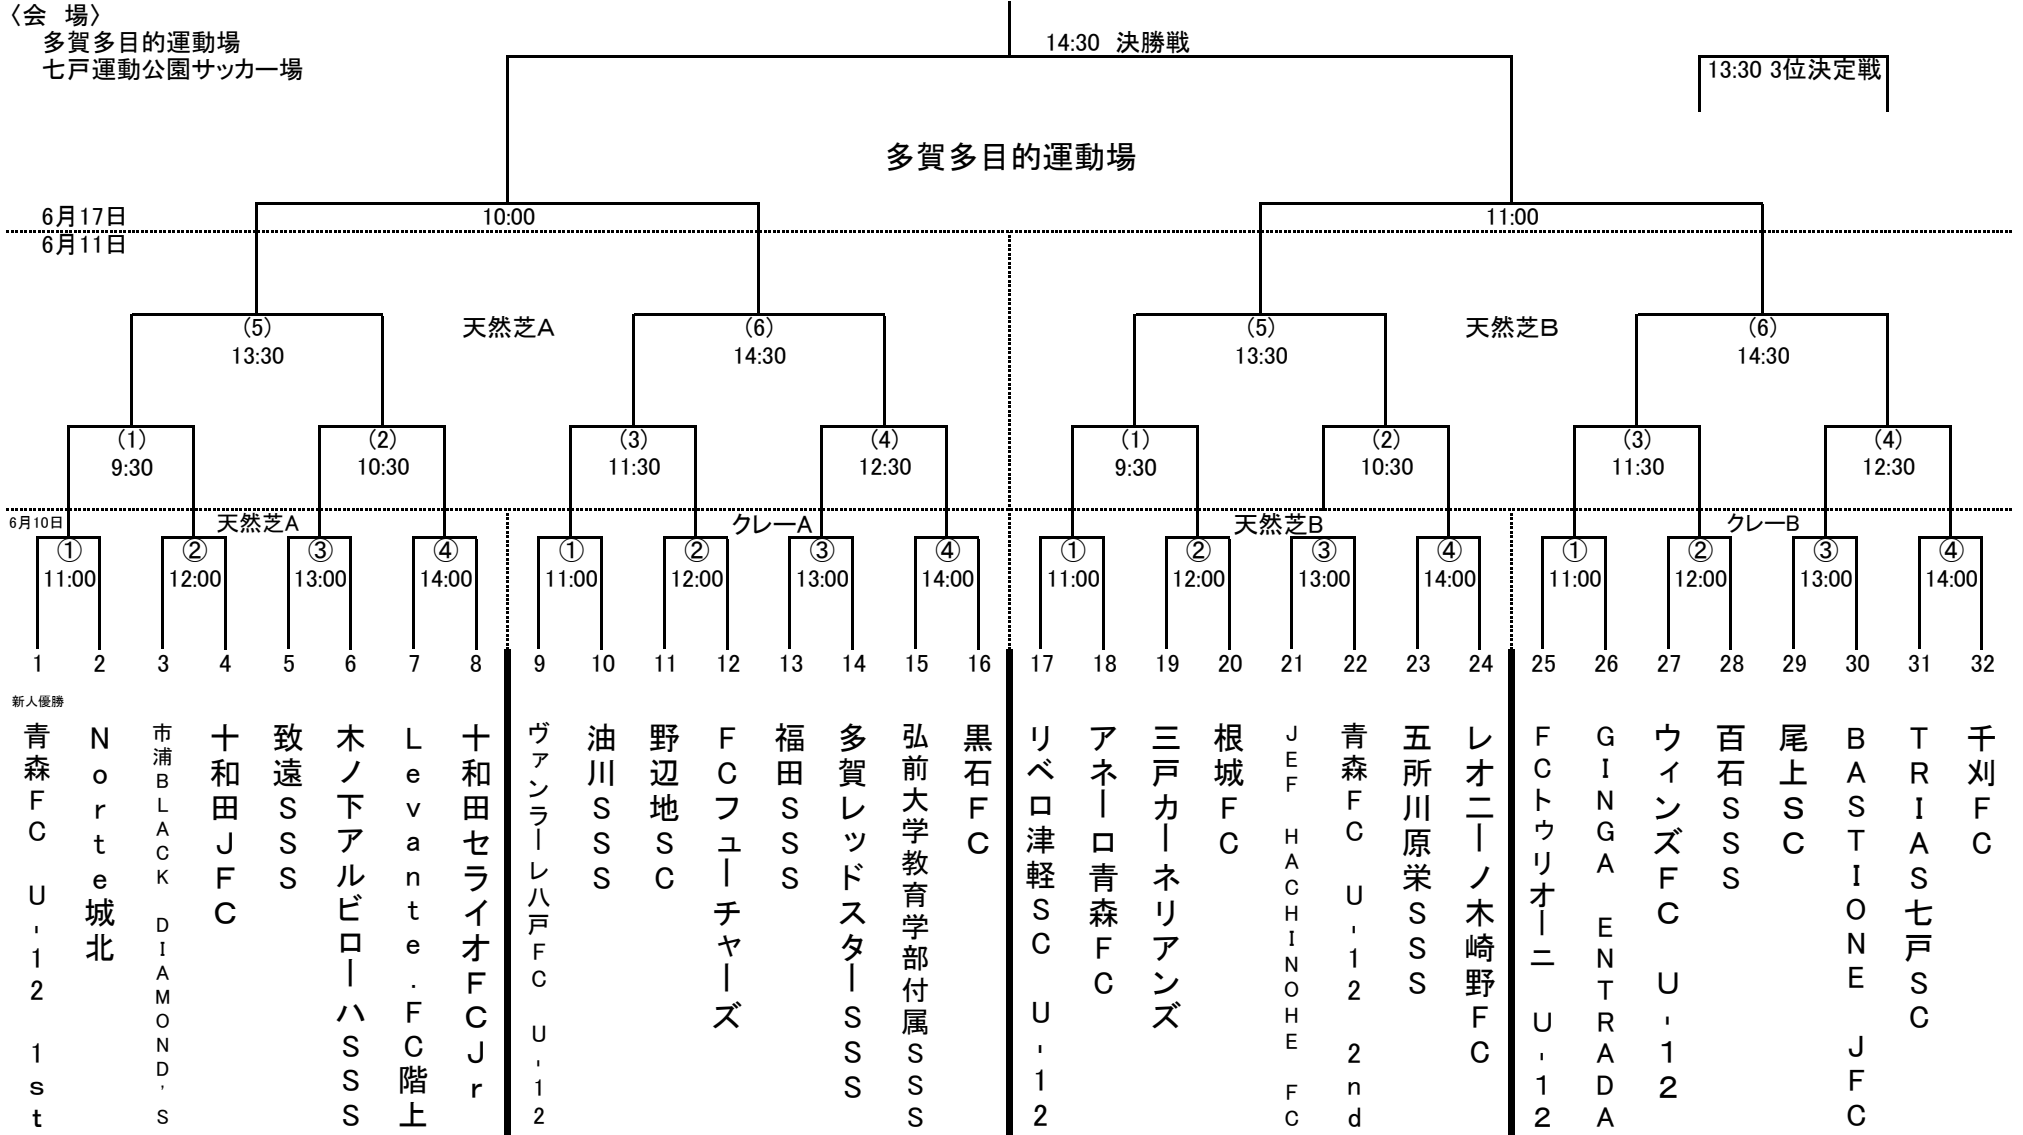 〈会　場〉
多賀多目的運動場
七戸運動公園サッカー場
14:30　決勝戦
13:30 3位決定戦
多賀多目的運動場
6月17日
10:00
11:00
6月11日
(5)
天然芝A
(6)
(5)
天然芝B
(6)
13:30
14:30
13:30
14:30
(1)
(2)
(3)
(4)
(1)
(2)
(3)
(4)
9:30
10:30
11:30
12:30
9:30
10:30
11:30
12:30
6月10日
天然芝A
クレーA
天然芝B
クレーB
① ② ③ ④ ① ② ③ ④ ① ② ③ ④ ① ② ③ ④
11:00 12:00 13:00 14:00 11:00 12:00 13:00 14:00 11:00 12:00 13:00 14:00 11:00 12:00 13:00 14:00
1 2 3 4 5 6 7 8 9 10 11 12 13 14 15 16 17 18 19 20 21 22 23 24 25 26 27 28 29 30 31 32
新人優勝
青森FC　U-12　1st
Norte城北
市浦BLACK　DIAMOND'S
十和田JFC
致遠SSS
木ノ下アルビローハSSS
Levante.FC階上
十和田セライオFCJr
ヴァンラーレ八戸FC　U-12
油川SSS
野辺地SC
FCフューチャーズ
福田SSS
多賀レッドスターSSS
弘前大学教育学部付属SSS
黒石FC
リベロ津軽SC　U-12
アネーロ青森FC
三戸カーネリアンズ
根城FC
JEF　HACHINOHE　FC
青森FC　U-12　2nd
五所川原栄SSS
レオニーノ木崎野FC
FCトゥリオーニ　U-12
GINGA　ENTRADA
ウィンズFC　U-12
百石SSS
尾上SC
BASTIONE　JFC
TRIAS七戸SC
千刈FC